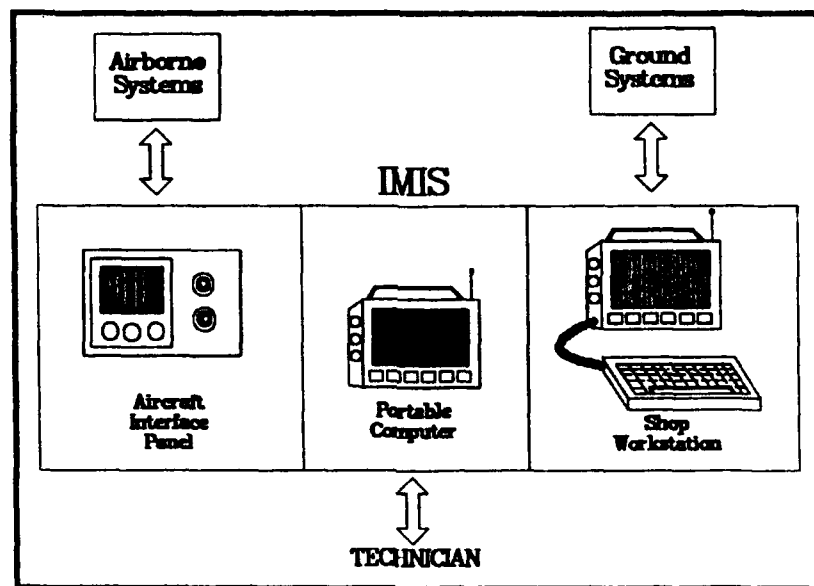 Airborne
Systems
Ground
Systems
IMIS
Aircraft
Interface
Panel
Portable
Computer
Shop
Workstation
TECHNICIAN